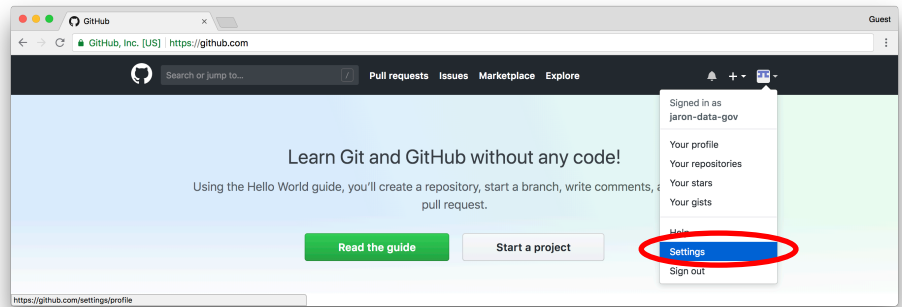 GitHub
Guest
GitHub, Inc. [US] https://github.com
Search or jump to...
/
Pull requests Issues Marketplace Explore
Signed in as
jaron-data-gov
Your profile
Your repositories
Your stars
Your gists
Help
Settings
Sign out
Learn Git and GitHub without any code!
Using the Hello World guide, you’ll create a repository, start a branch, write comments, a
pull request.
Read the guide
Start a project
https://github.com/settings/profile